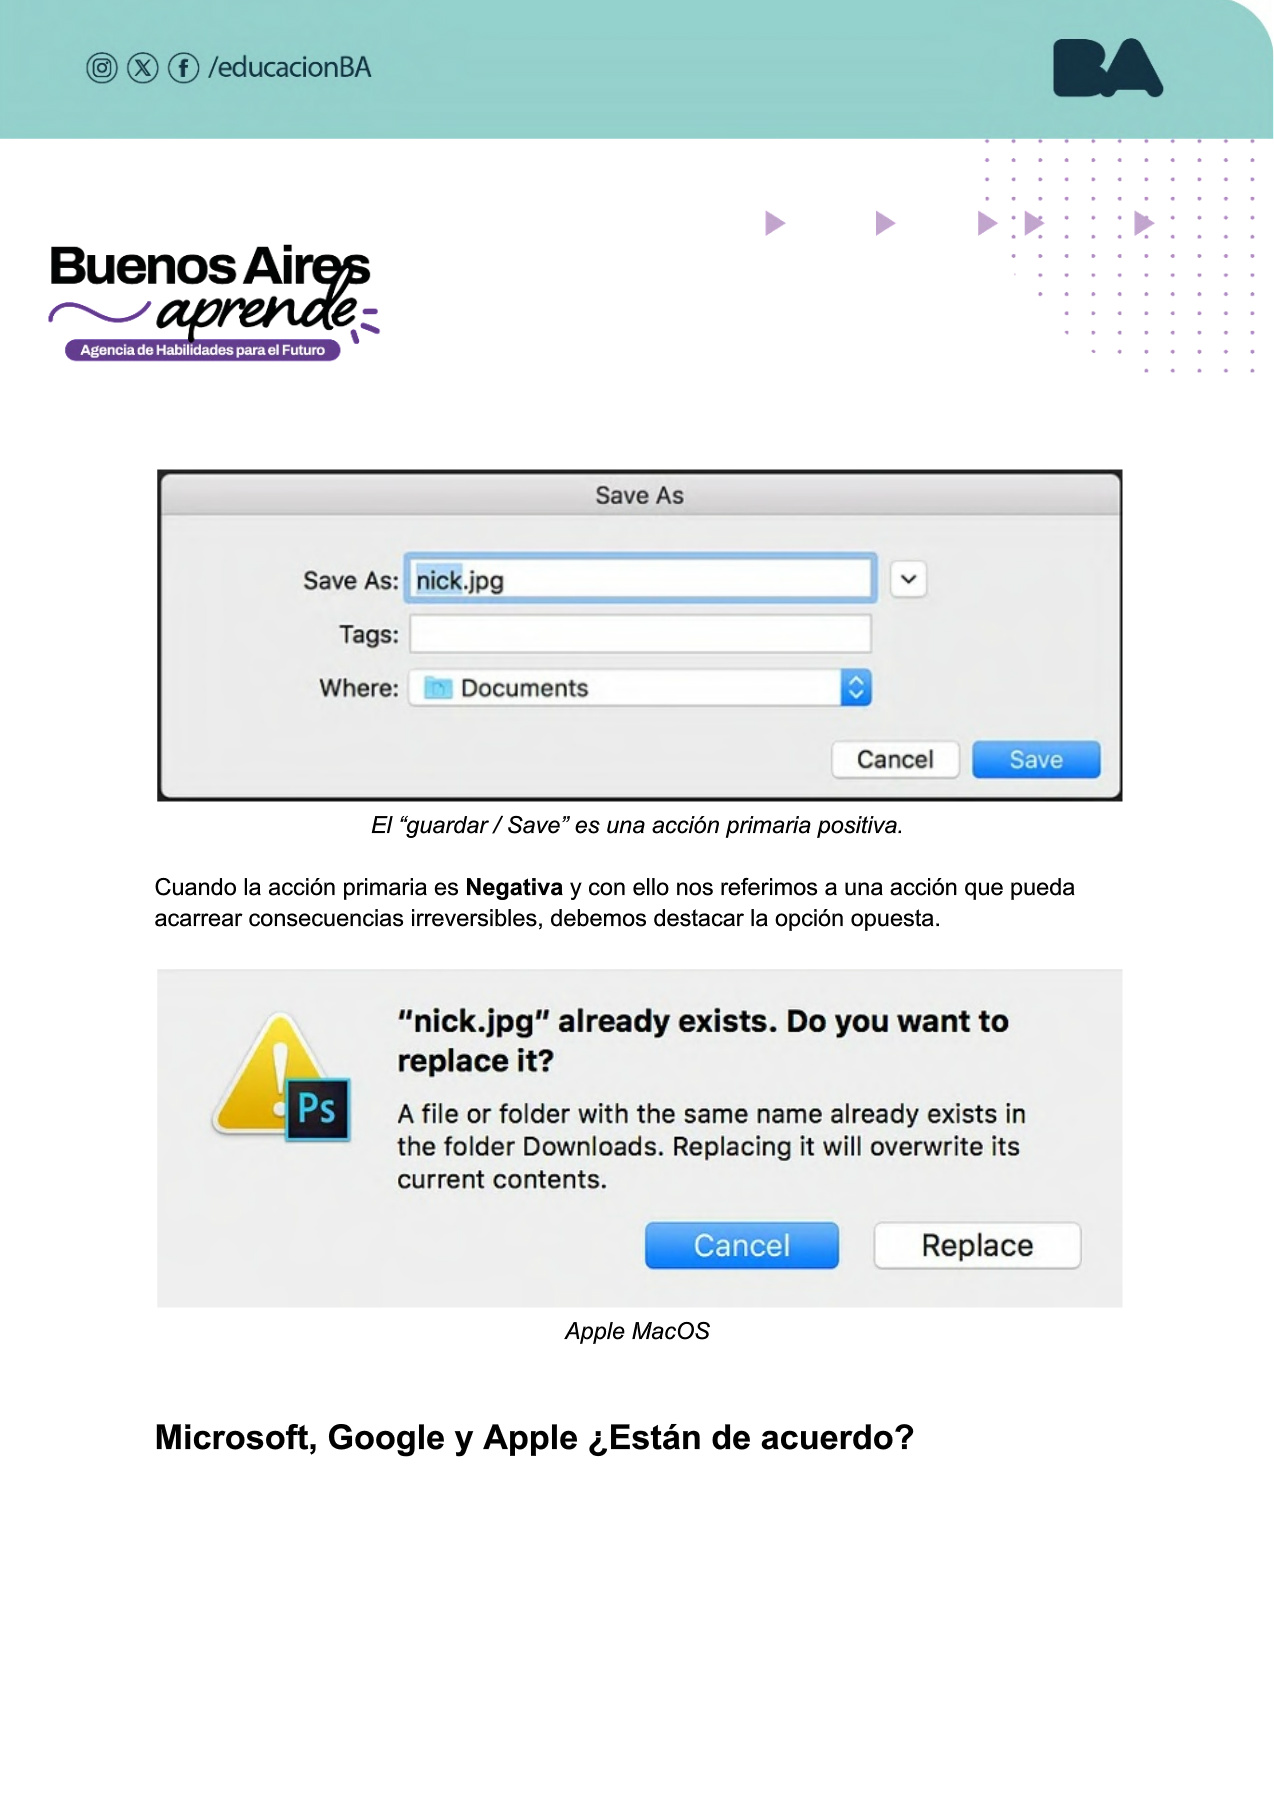 /educacionBA
BA
Buenos Aires
aprende
Agencia de Habilidades para el Futuro
Save As
Save As: nick.jpg
Tags:
Where: Documents
Cancel Save
El “guardar / Save” es una acción primaria positiva.
Cuando la acción primaria es Negativa y con ello nos referimos a una acción que pueda
acarrear consecuencias irreversibles, debemos destacar la opción opuesta.
“nick.jpg” already exists. Do you want to
replace it?
Ps
A file or folder with the same name already exists in
the folder Downloads. Replacing it will overwrite its
current contents.
Cancel Replace
Apple MacOS
Microsoft, Google y Apple ¿Están de acuerdo?